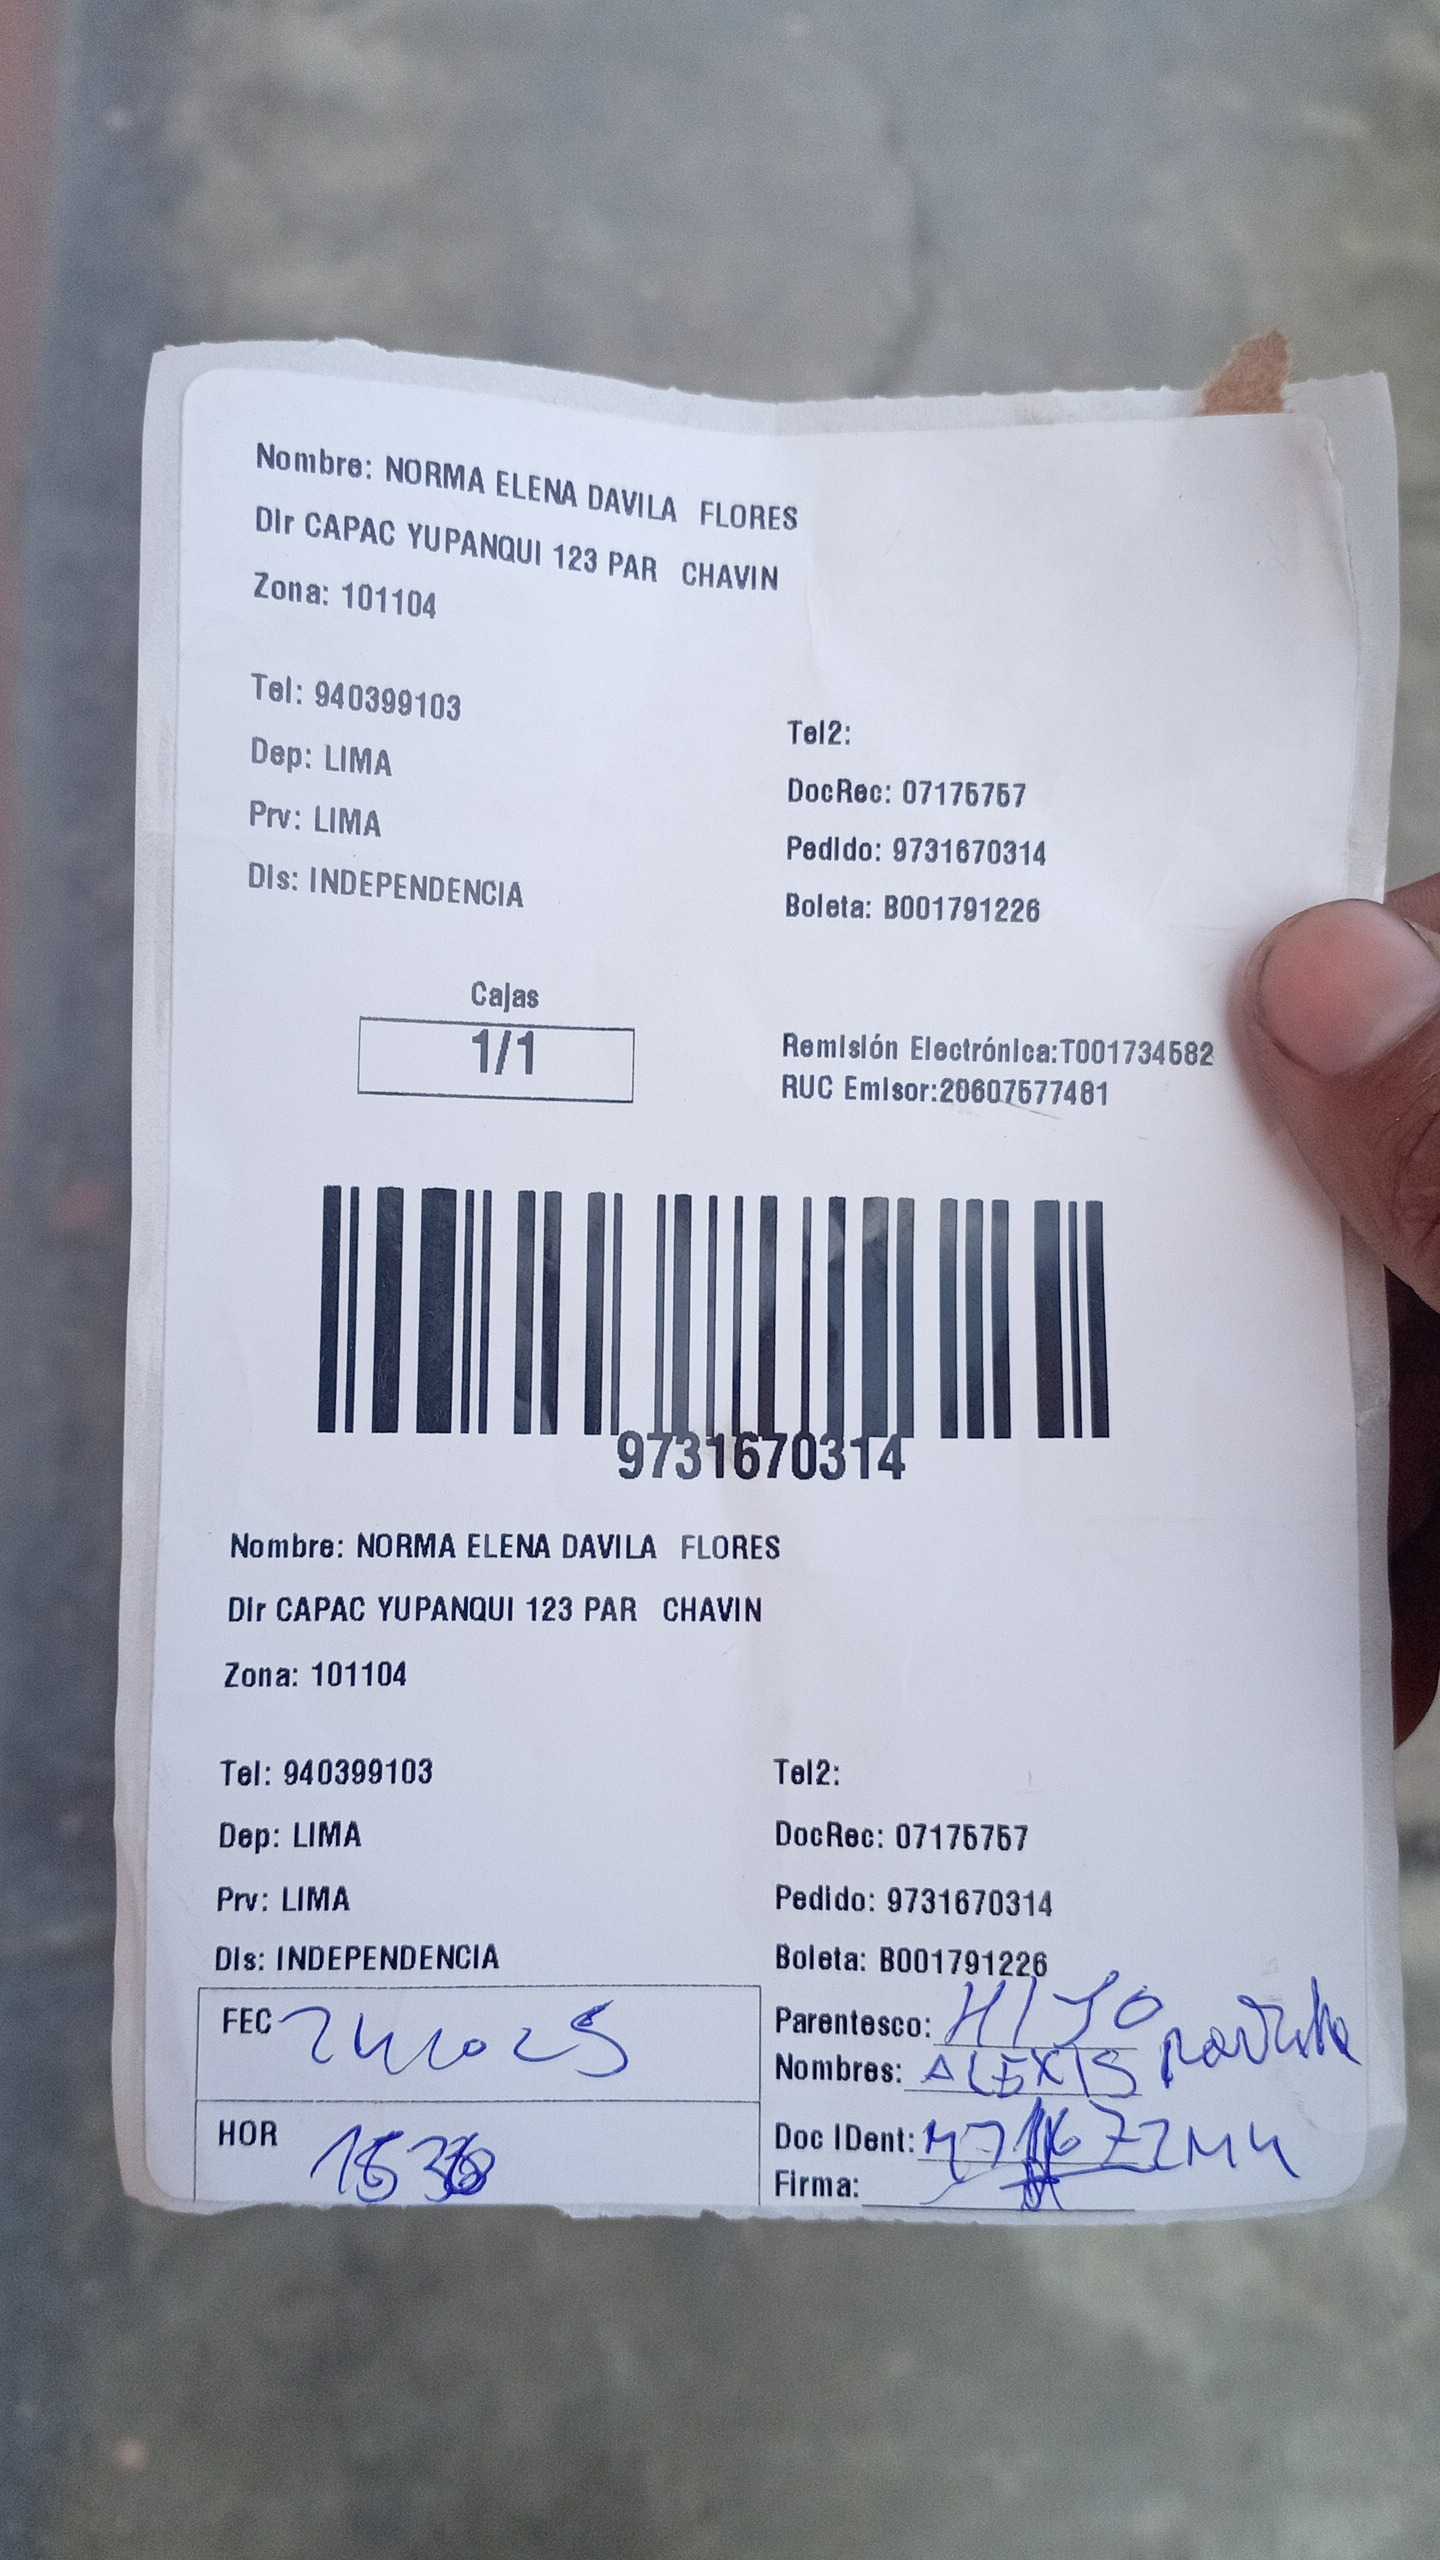 Nombre: NORMA ELENA DAVILA FLORES
Dir CAPAC YUPANQUI 123 PAR CHAVIN
Zona: 101104
Tel: 940399103
Tel2:
Dep: LIMA
DocRec: 07175757
Prv: LIMA
Pedido: 9731670314
Dis: INDEPENDENCIA
Boleta: B001791226
Cajas
1/1
Remisión Electrónica:T001734582
RUC Emisor:20607577481
9731670314
Nombre: NORMA ELENA DAVILA FLORES
Dir CAPAC YUPANQUI 123 PAR CHAVIN
Zona: 101104
Tel: 940399103
Tel2:
Dep: LIMA
DocRec: 07175757
Prv: LIMA
Pedido: 9731670314
Dis: INDEPENDENCIA
Boleta: B001791226
FEC
Parentesco: HIJO
Nombres: ALEXIS
HOR
Doc IDent:
Firma: